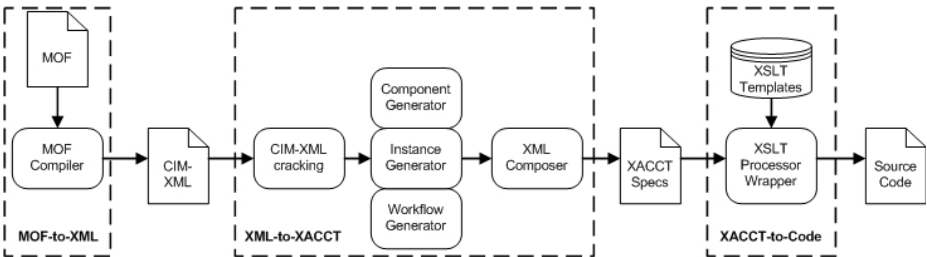 MOF
MOF
Compiler
MOF-to-XML
CIM-
XML
CIM-XML
cracking
Component
Generator
Instance
Generator
Workflow
Generator
XML
Composer
XML-to-XACCT
XACCT
Specs
XSLT
Templates
XSLT
Processor
Wrapper
XACCT-to-Code
Source
Code